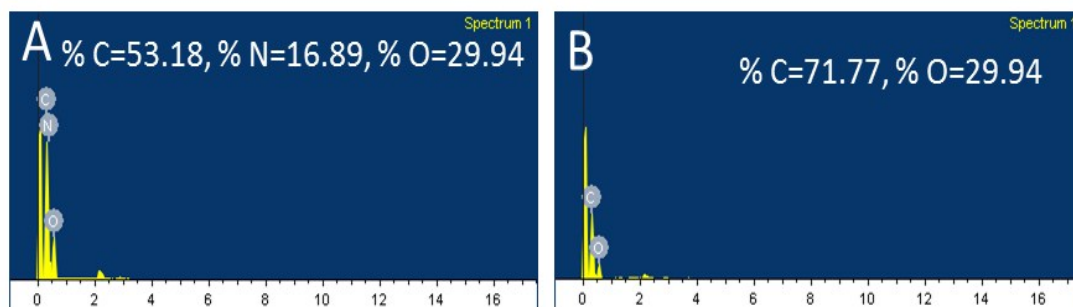 Spectrum 1
A % C=53.18, % N=16.89, % O=29.94
C
N
O
0 2 4 6 8 10 12 14 16
Spectrum 1
B % C=71.77, % O=29.94
C
O
0 2 4 6 8 10 12 14 16